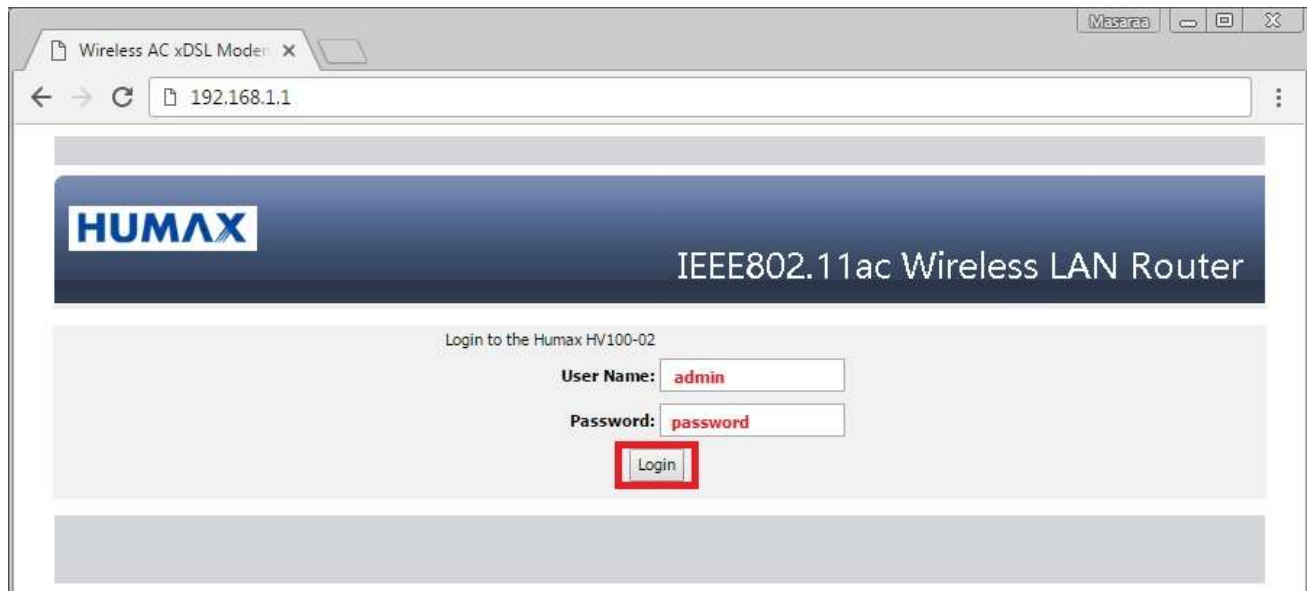 Masaraa
Wireless AC xDSL Modem
192.168.1.1
HUMAX
IEEE802.11ac Wireless LAN Router
Login to the Humax HV100-02
User Name: admin
Password: password
Login